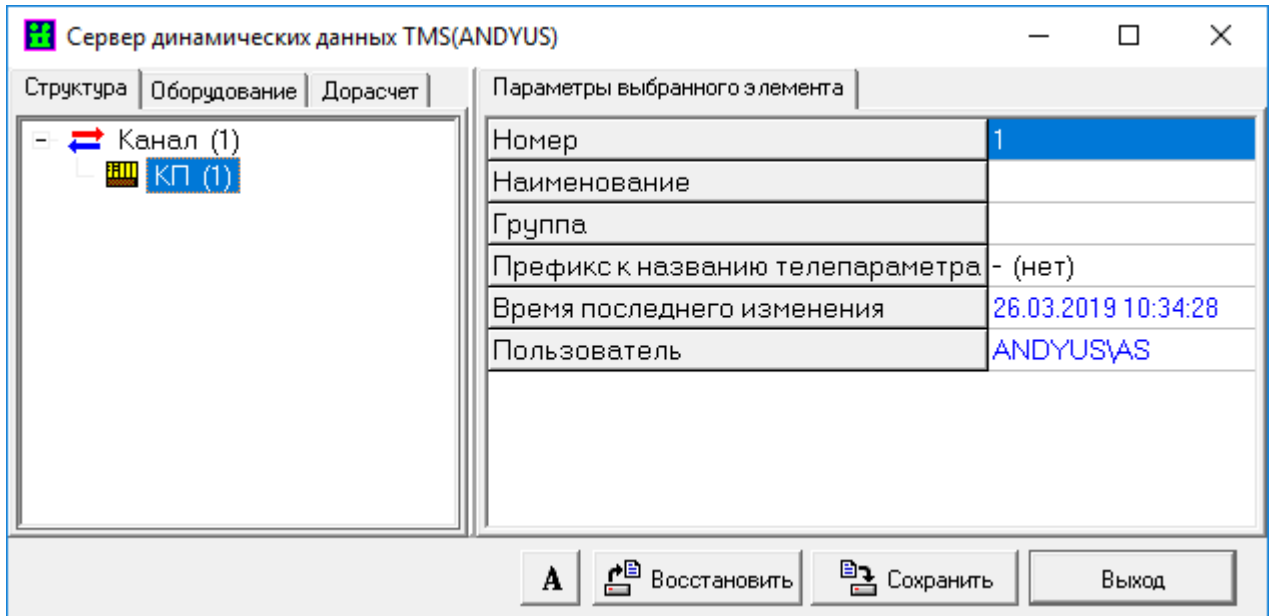 Сервер динамических данных TMS(ANDYUS)
Структура Оборудование Дорасчет
Параметры выбранного элемента
Канал (1)
КП (1)
Номер 1
Наименование
Группа
Префикс к названию телепараметра - (нет)
Время последнего изменения 26.03.2019 10:34:28
Пользователь ANDYUS\AS
A Восстановить Сохранить Выход